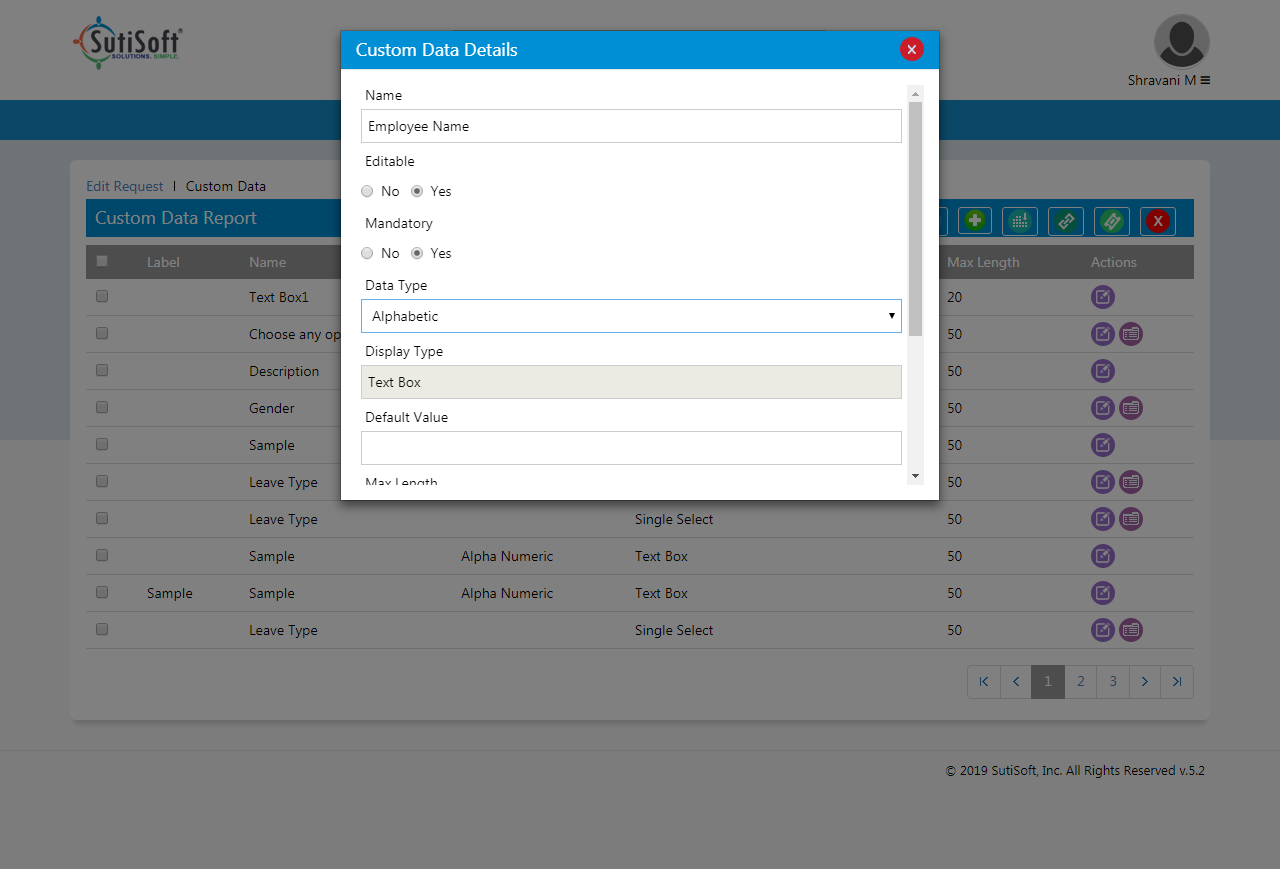 SutiSoft®
SOLUTIONS. SIMPLE.
Shravani M
Custom Data Details
X
Name
Employee Name
Editable
No Yes
Mandatory
No Yes
Data Type
Alphabetic
Display Type
Text Box
Default Value
Max Length
Edit Request | Custom Data
Custom Data Report
X
Label Name Max Length Actions
Text Box1 20
Choose any op 50
Description 50
Gender 50
Sample 50
Leave Type 50
Leave Type Single Select 50
Sample Alpha Numeric Text Box 50
Sample Sample Alpha Numeric Text Box 50
Leave Type Single Select 50
1 2 3
© 2019 SutiSoft, Inc. All Rights Reserved v.5.2